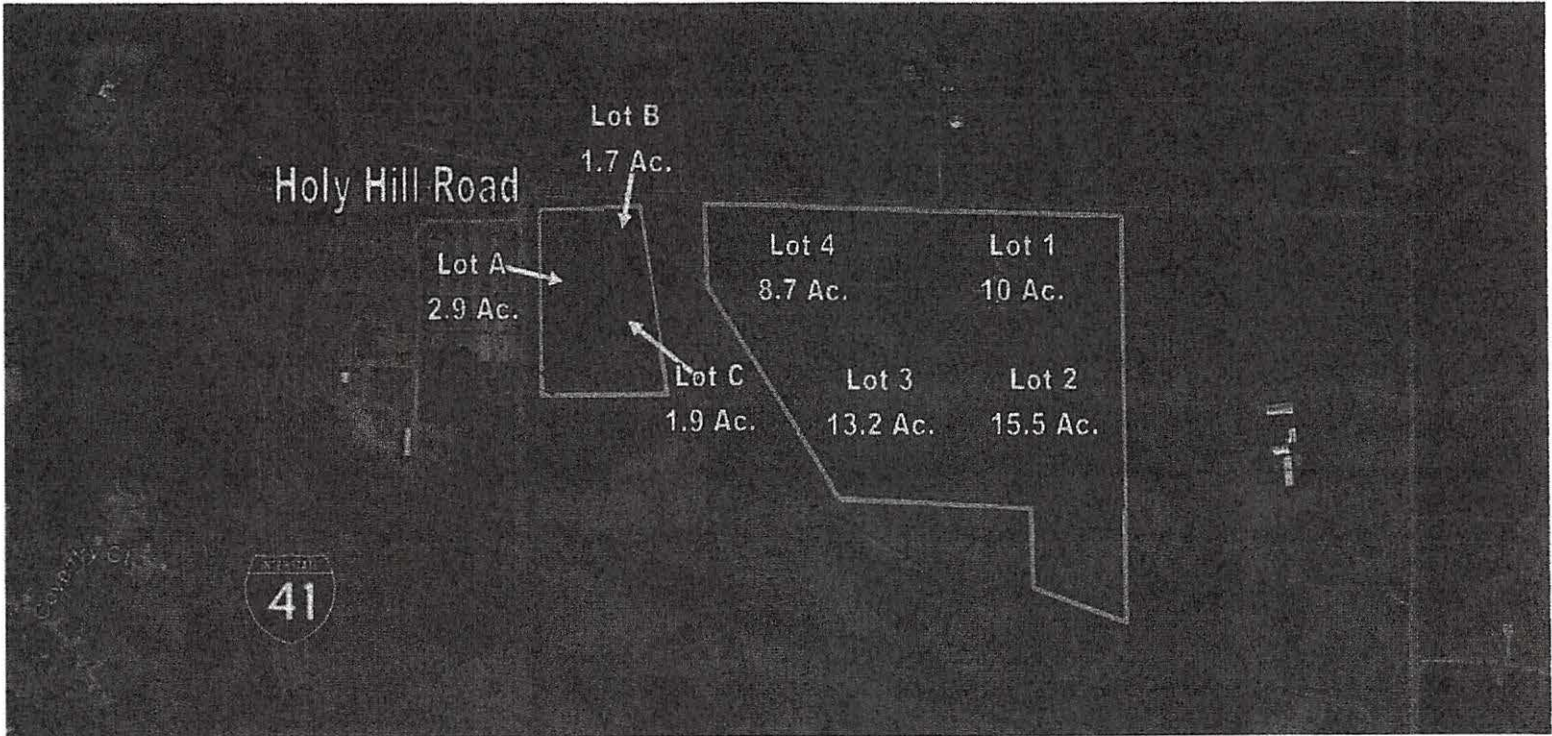 Lot B
1.7 Ac.
Holy Hill Road
Lot A
2.9 Ac.
Lot C
1.9 Ac.
Lot 4
8.7 Ac.
Lot 1
10 Ac.
Lot 3
13.2 Ac.
Lot 2
15.5 Ac.
41